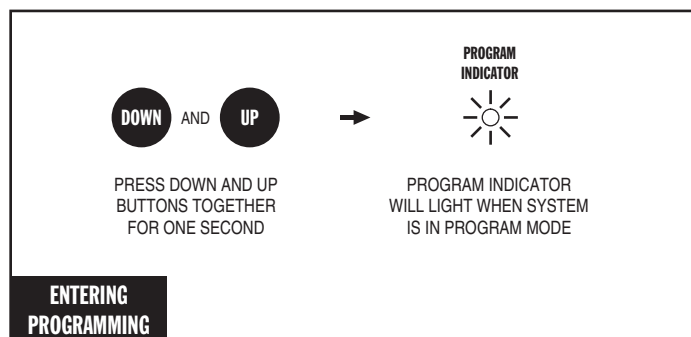 PROGRAM
INDICATOR
DOWN AND UP
PRESS DOWN AND UP
BUTTONS TOGETHER
FOR ONE SECOND
PROGRAM INDICATOR
WILL LIGHT WHEN SYSTEM
IS IN PROGRAM MODE
ENTERING
PROGRAMMING